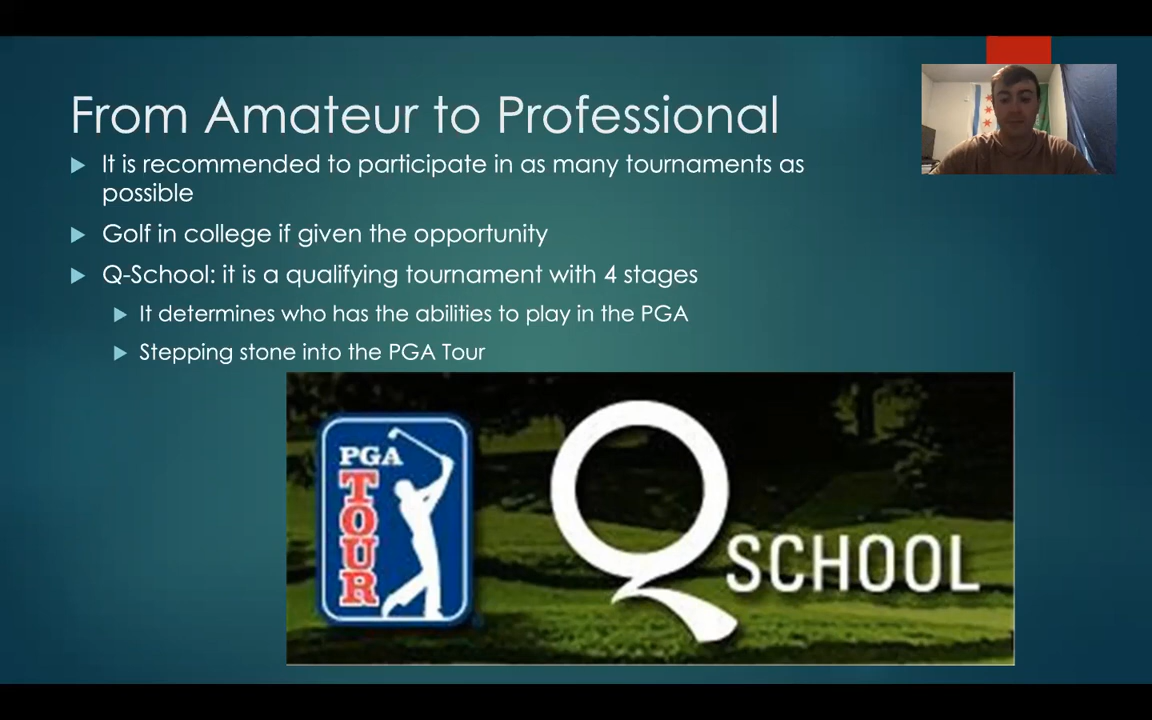 From Amateur to Professional
It is recommended to participate in as many tournaments as
possible
Golf in college if given the opportunity
Q-School: it is a qualifying tournament with 4 stages
It determines who has the abilities to play in the PGA
Stepping stone into the PGA Tour
PGA
TOUR
Q SCHOOL